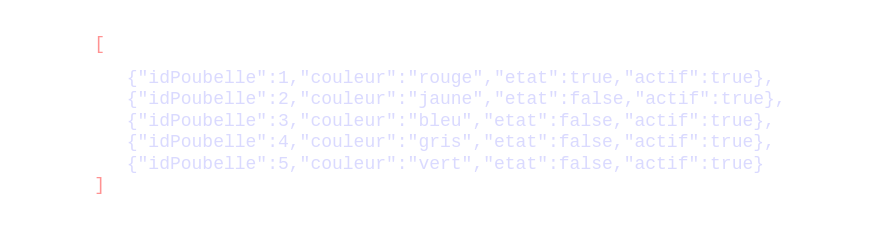 [
{"idPoubelle":1,"couleur":"rouge","etat":true,"actif":true},
{"idPoubelle":2,"couleur":"jaune","etat":false,"actif":true},
{"idPoubelle":3,"couleur":"bleu","etat":false,"actif":true},
{"idPoubelle":4,"couleur":"gris","etat":false,"actif":true},
{"idPoubelle":5,"couleur":"vert","etat":false,"actif":true}
]